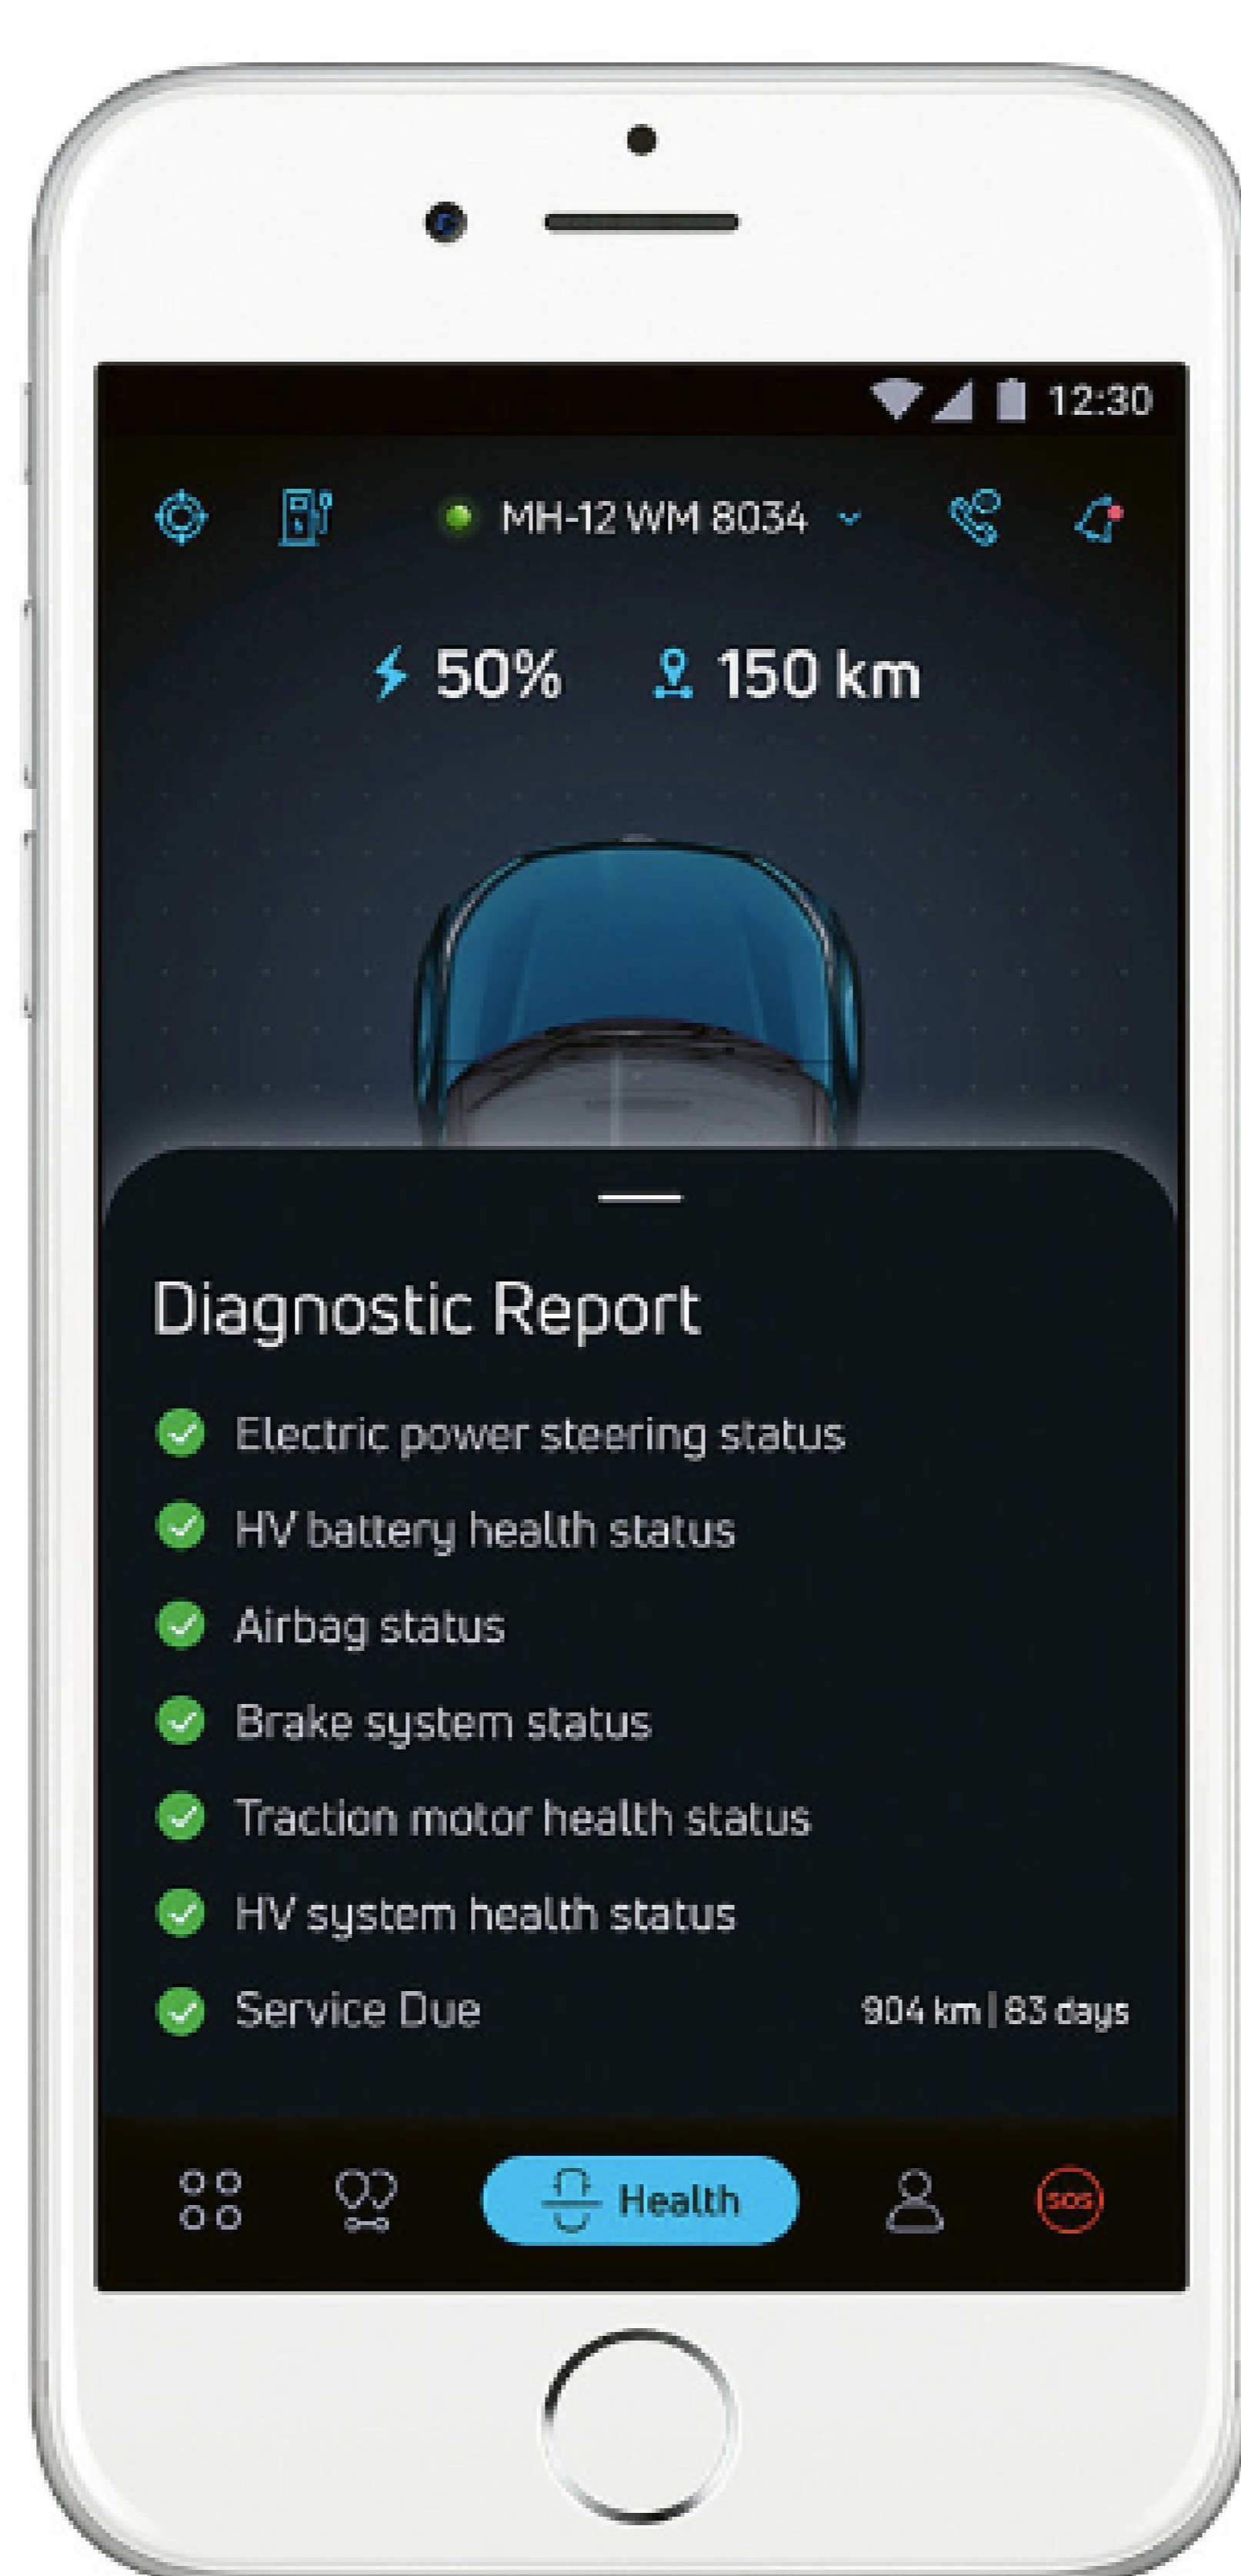 12:30
MH-12 WM 8034
50% 150 km
Diagnostic Report
Electric power steering status
HV battery health status
Airbag status
Brake system status
Traction motor health status
HV system health status
Service Due 904 km | 83 days
Health
SOS